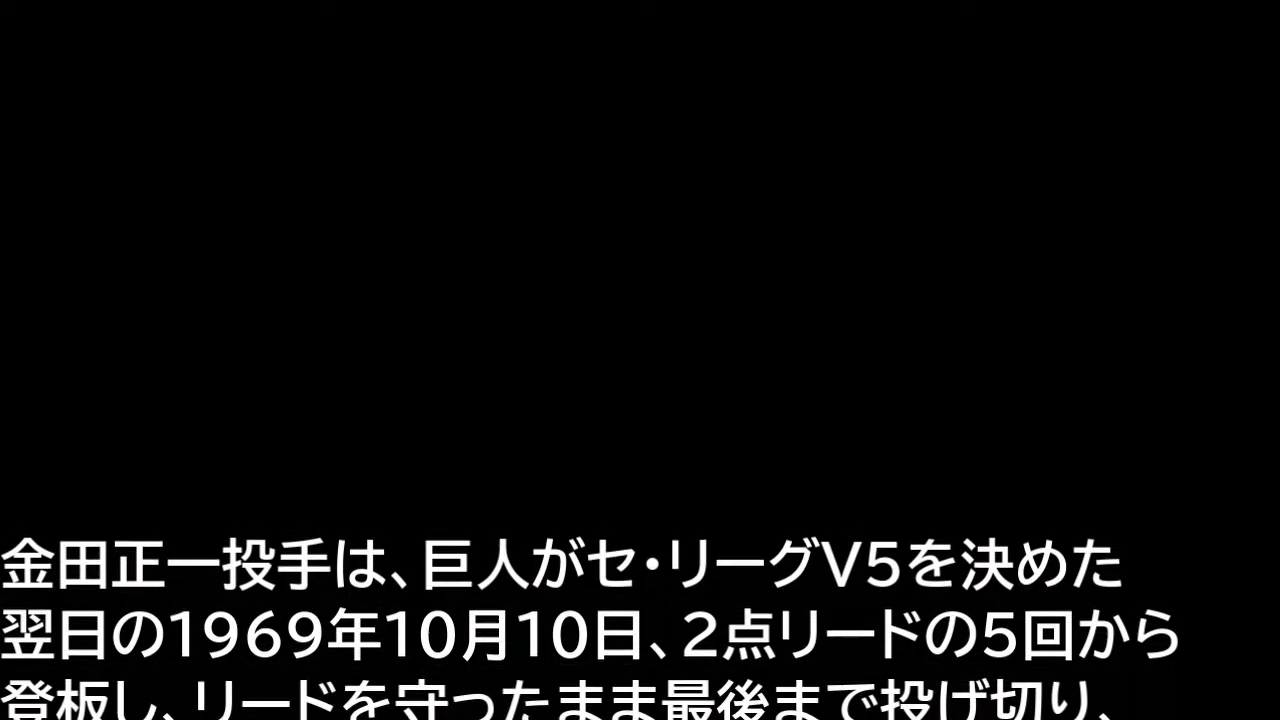 金田正一投手は、巨人がセ・リーグV5を決めた
翌日の1969年10月10日、2点リードの5回から
登板し、リードを守ったまま最後まで投げ切り、